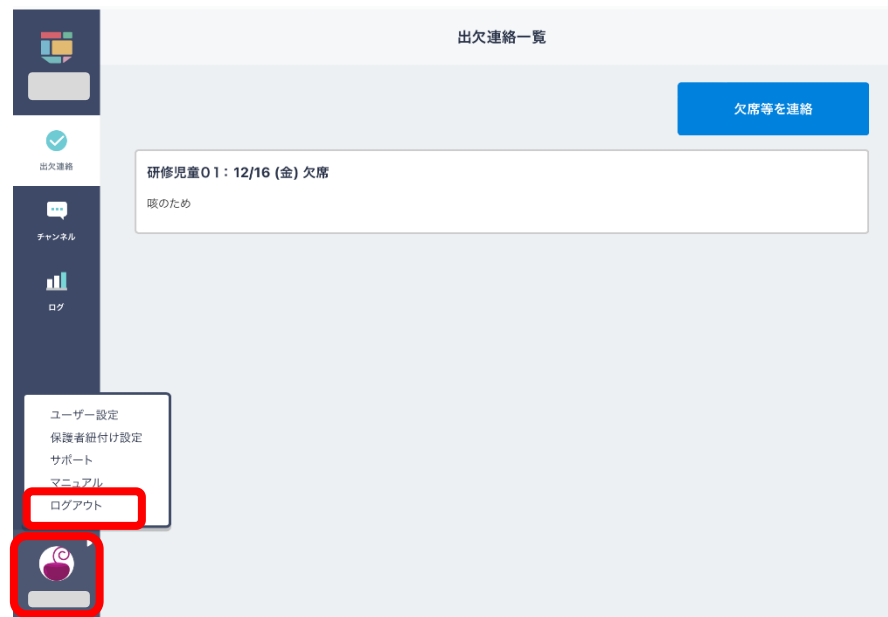 出欠連絡一覧
欠席等を連絡
出欠連絡
研修児童01：12/16 (金) 欠席
咳のため
チャンネル
ログ
ユーザー設定
保護者紐付け設定
サポート
マニュアル
ログアウト